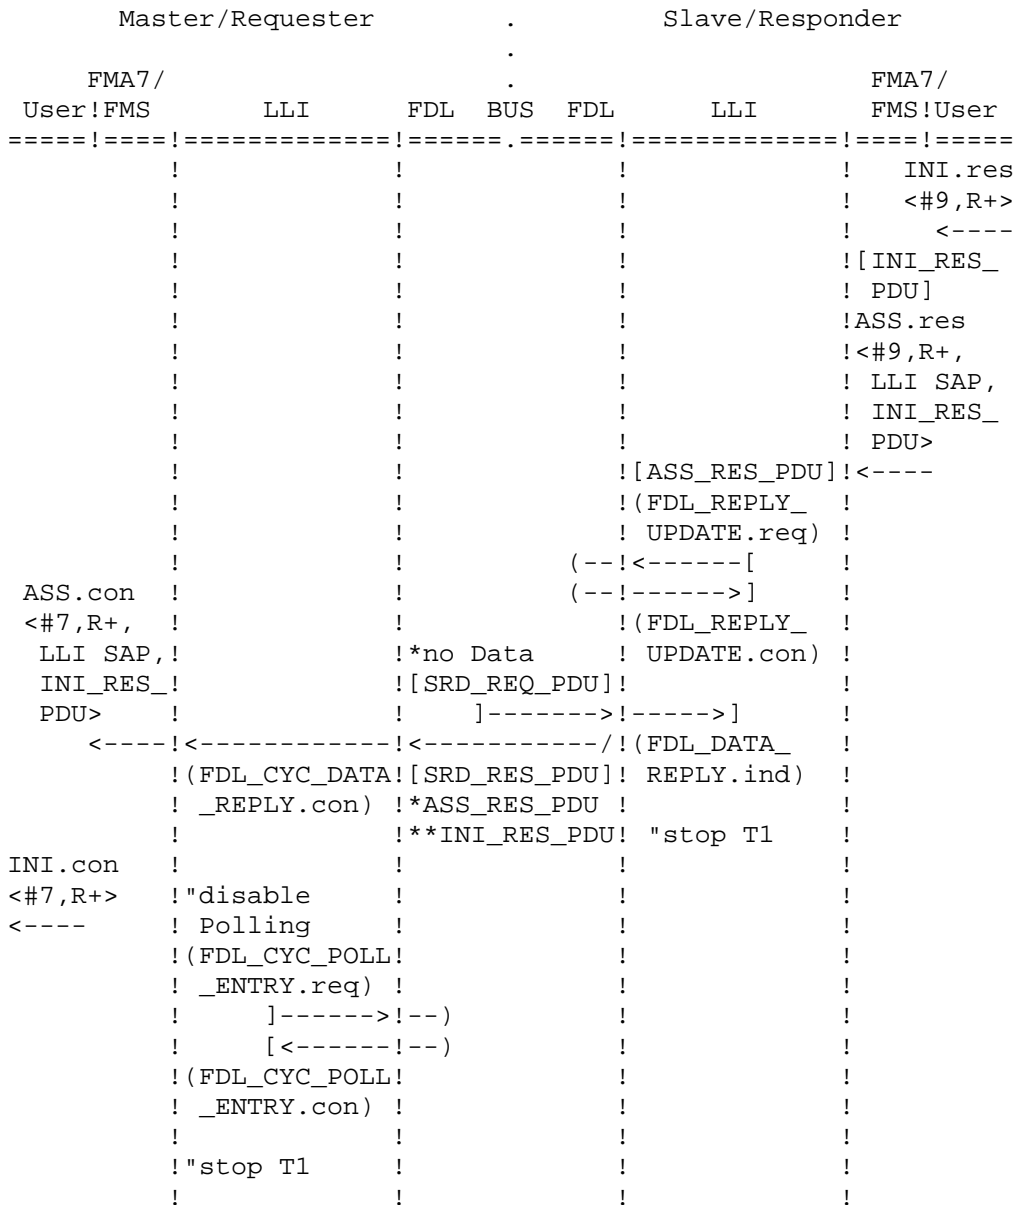 Master/Requester         .         Slave/Responder
                                .
     FMA7/                      .                      FMA7/
 User!FMS       LLI      FDL   BUS  FDL       LLI      FMS!User
=====!====!=============!======.======!=============!====!=====
          !             !             !             !   INI.res
          !             !             !             !   <#9,R+>
          !             !             !             !     <----
          !             !             !             ![INI_RES_
          !             !             !             ! PDU]
          !             !             !             !ASS.res
          !             !             !             !<#9,R+,
          !             !             !             ! LLI SAP,
          !             !             !             ! INI_RES_
          !             !             !             ! PDU>
          !             !             ![ASS_RES_PDU]!<----
          !             !             !(FDL_REPLY_  !
          !             !             ! UPDATE.req) !
          !             !          (--!<------[     !
 ASS.con  !             !          (--!------>]     !
 <#7,R+,  !             !             !(FDL_REPLY_  !
  LLI SAP,!             !*no Data     ! UPDATE.con) !
  INI_RES_!             ![SRD_REQ_PDU]!             !
  PDU>    !             !    ]------->!----->]      !
     <----!<------------!<-----------/!(FDL_DATA_   !
          !(FDL_CYC_DATA![SRD_RES_PDU]! REPLY.ind)  !
          ! _REPLY.con) !*ASS_RES_PDU !             !
          !             !**INI_RES_PDU! "stop T1    !
INI.con   !             !             !             !
<#7,R+>   !"disable     !             !             !
<----     ! Polling     !             !             !
          !(FDL_CYC_POLL!             !             !
          ! _ENTRY.req) !             !             !
          !     ]------>!--)          !             !
          !     [<------!--)          !             !
          !(FDL_CYC_POLL!             !             !
          ! _ENTRY.con) !             !             !
          !             !             !             !
          !"stop T1     !             !             !
          !             !             !             !